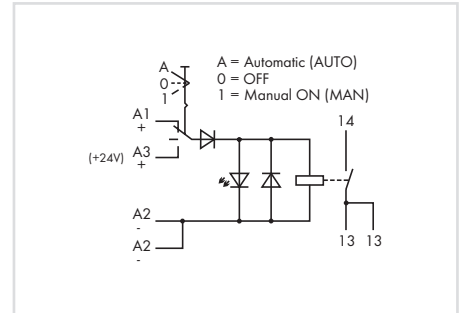 A
0
1
A = Automatic (AUTO)
0 = OFF
1 = Manual ON (MAN)
A1
+
(+24V) A3
+
A2
-
A2
-
14
13 13